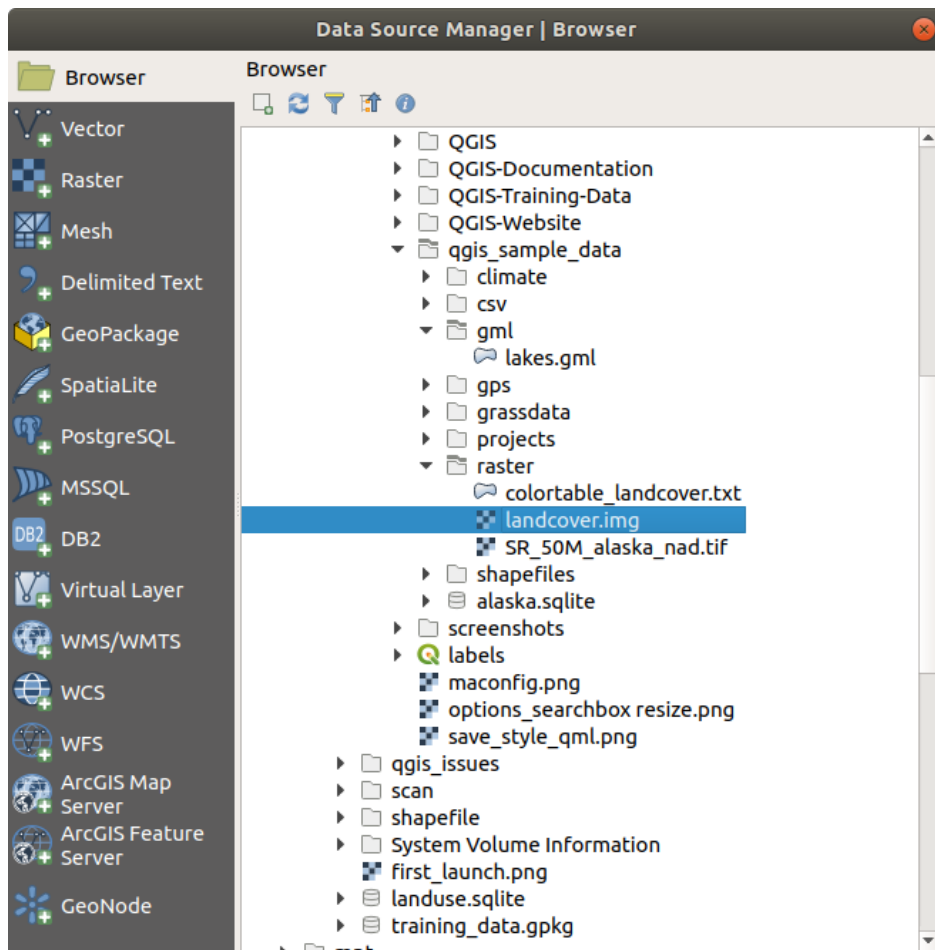 Data Source Manager | Browser
Browser
Vector
Raster
Mesh
Delimited Text
GeoPackage
SpatiaLite
PostgreSQL
MSSQL
DB2
DB2
Virtual Layer
WMS/WMTS
WCS
WFS
ArcGIS Map
Server
ArcGIS Feature
Server
GeoNode
Browser
QGIS
QGIS-Documentation
QGIS-Training-Data
QGIS-Website
qgis_sample_data
climate
csv
gml
lakes.gml
gps
grassdata
projects
raster
colortable_landcover.txt
landcover.img
SR_50M_alaska_nad.tif
shapefiles
alaska.sqlite
screenshots
labels
maconfig.png
options_searchbox resize.png
save_style_qml.png
qgis_issues
scan
shapefile
System Volume Information
first_launch.png
landuse.sqlite
training_data.gpkg